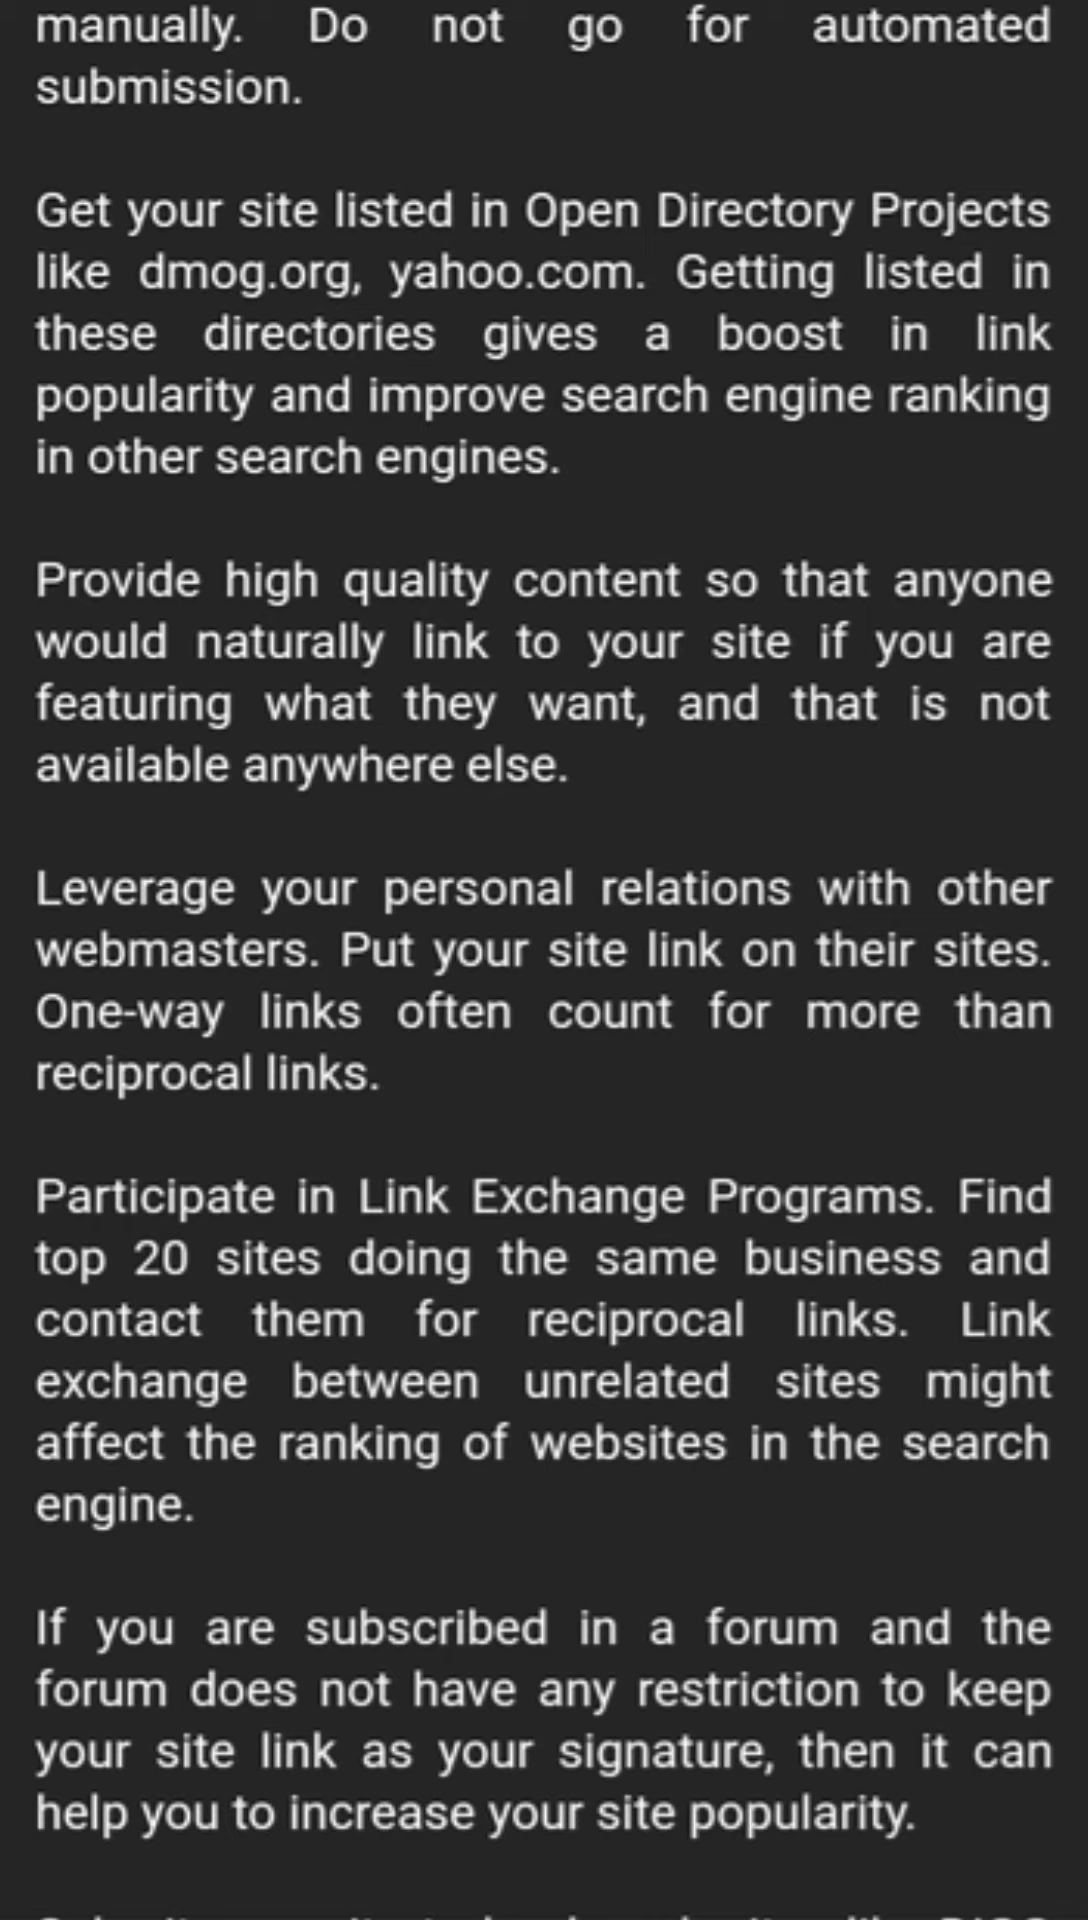 manually. Do not go for automated
submission.
Get your site listed in Open Directory Projects
like dmog.org, yahoo.com. Getting listed in
these directories gives a boost in link
popularity and improve search engine ranking
in other search engines.
Provide high quality content so that anyone
would naturally link to your site if you are
featuring what they want, and that is not
available anywhere else.
Leverage your personal relations with other
webmasters. Put your site link on their sites.
One-way links often count for more than
reciprocal links.
Participate in Link Exchange Programs. Find
top 20 sites doing the same business and
contact them for reciprocal links. Link
exchange between unrelated sites might
affect the ranking of websites in the search
engine.
If you are subscribed in a forum and the
forum does not have any restriction to keep
your site link as your signature, then it can
help you to increase your site popularity.